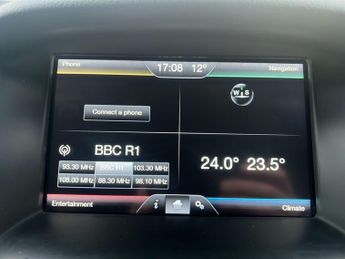 Phone
17:08 12°
Navigation
W S
Connect a phone
BBC R1
93.30 MHz BBC R1 103.30 MHz
108.00 MHz 88.30 MHz 98.10 MHz
24.0° 23.5°
Entertainment
i
Climate